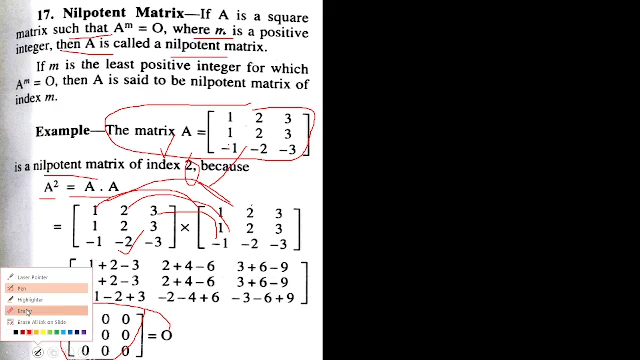 17. Nilpotent Matrix—If A is a square
matrix such that Aᵐ = O, where m is a positive
integer, then A is called a nilpotent matrix.
If m is the least positive integer for which
Aᵐ = O, then A is said to be nilpotent matrix of
index m.
Example—The matrix A = [ 1 2 3
1 2 3
−1 −2 −3 ]
is a nilpotent matrix of index 2, because
A² = A . A
= [ 1 2 3 ] × [ 1 2 3 ]
[ 1 2 3 ] [ 1 2 3 ]
[ −1 −2 −3 ] [ −1 −2 −3 ]
1 + 2 − 3 2 + 4 − 6 3 + 6 − 9
+ 2 − 3 2 + 4 − 6 3 + 6 − 9
1 − 2 + 3 −2 − 4 + 6 −3 − 6 + 9
Laser Pointer
Pen
Highlighter
Eraser
Erase All Ink on Slide
0 0
0 0 = O
0 0 0